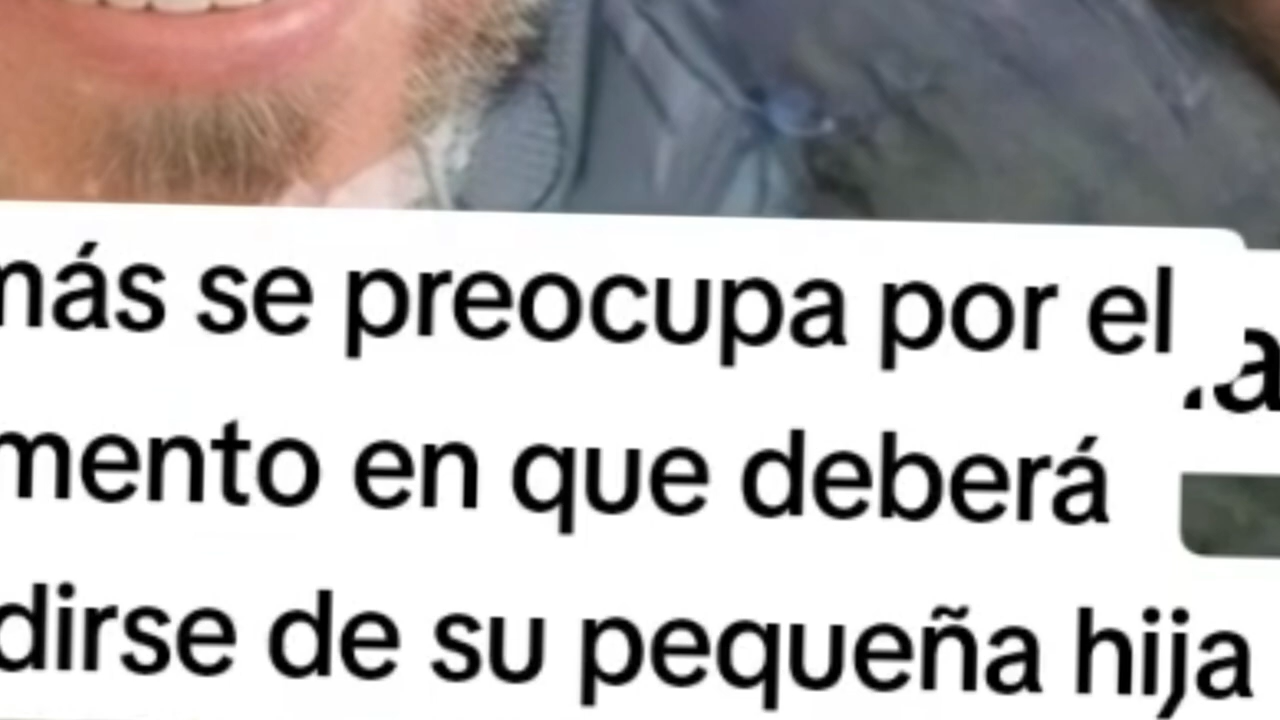 más se preocupa por el
mento en que deberá
dirse de su pequeña hija